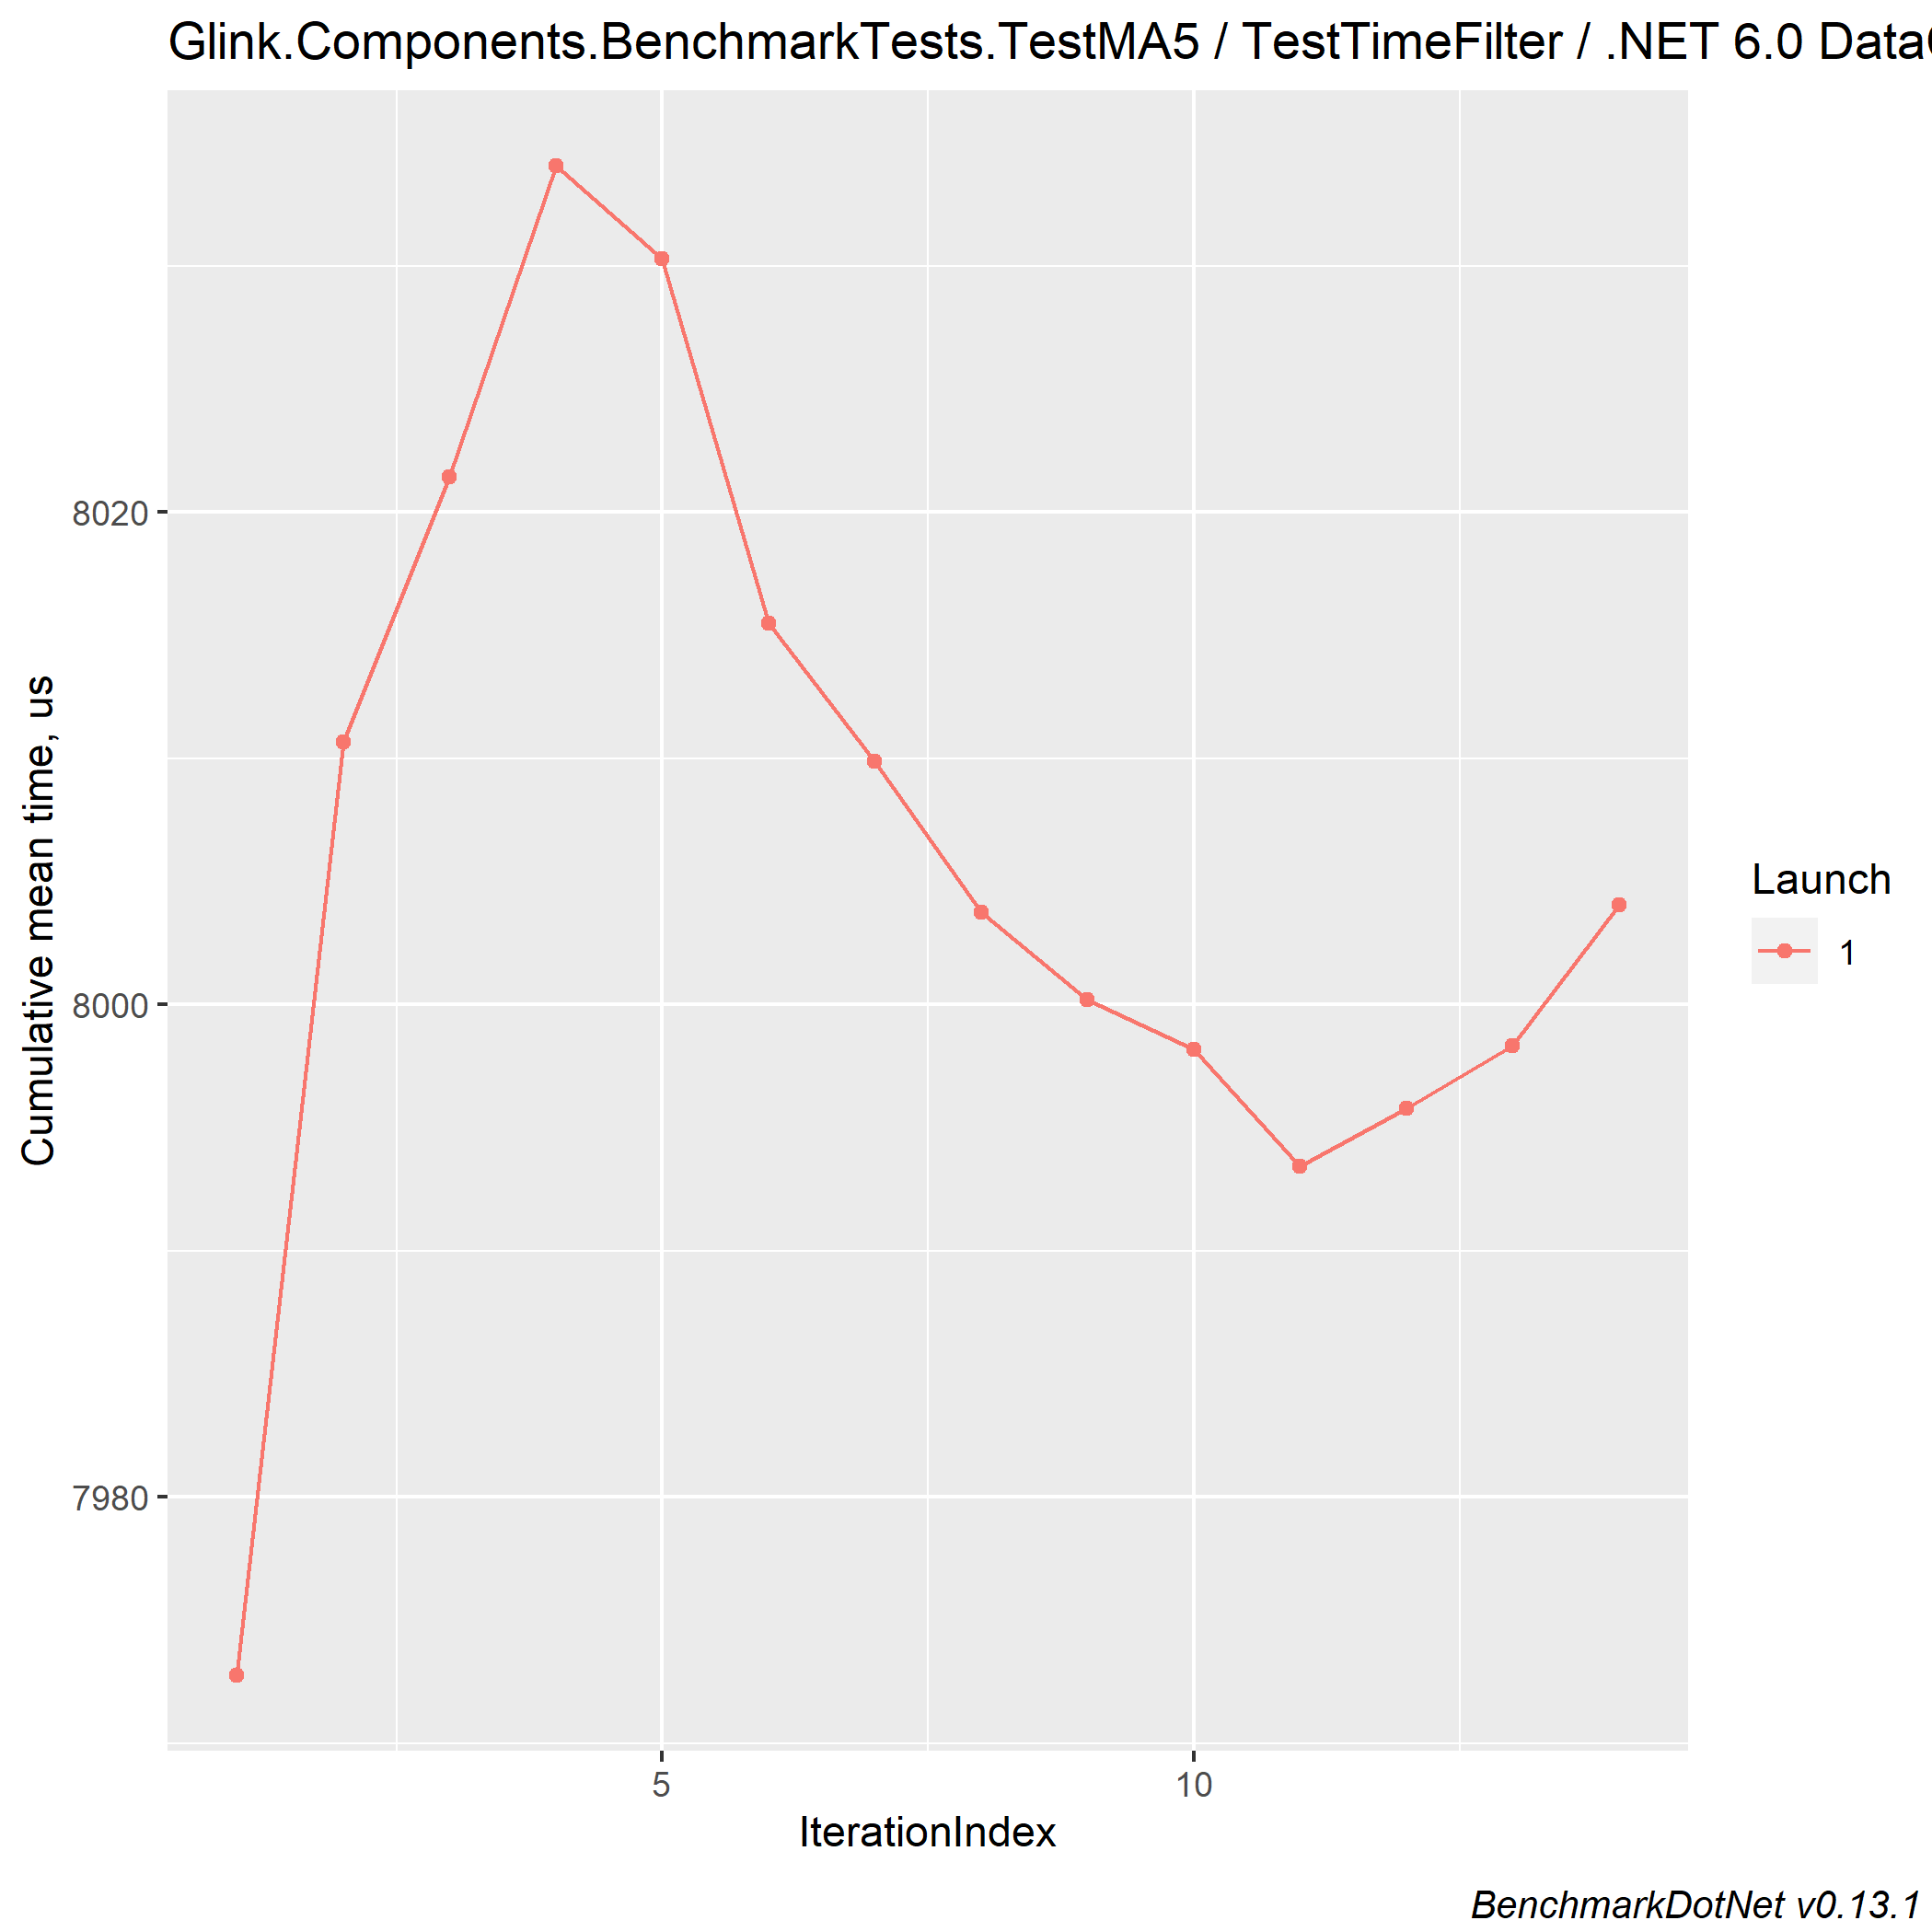 Glink.Components.BenchmarkTests.TestMA5 / TestTimeFilter / .NET 6.0 Data
Cumulative mean time, us
8020
8000
7980
5
10
IterationIndex
Launch
1
BenchmarkDotNet v0.13.1